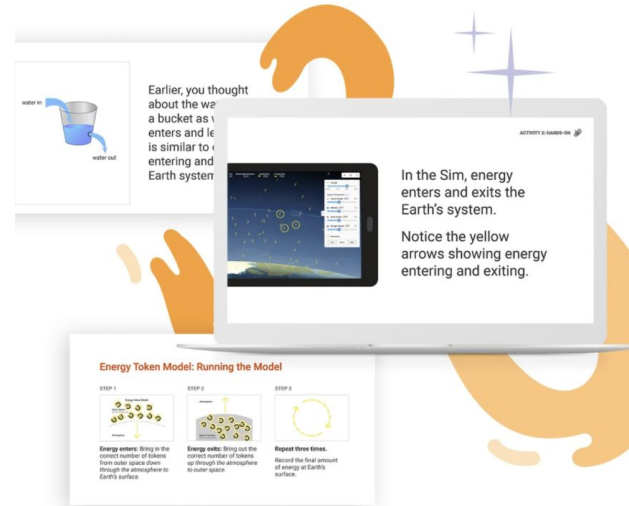 water in
water out
Earlier, you thought
about the wa
a bucket as
enters and le
is similar to
entering and
Earth system
ACTIVITY 2: HANDS-ON
In the Sim, energy
enters and exits the
Earth's system.
Notice the yellow
arrows showing energy
entering and exiting.
Energy Token Model: Running the Model
STEP 1
Energy enters: Bring in the
correct number of tokens
from outer space down
through the atmosphere to
Earth's surface.
STEP 2
Energy exits: Bring out the
correct number of tokens
up through the atmosphere
to outer space.
STEP 3
Repeat three times.
Record the final amount
of energy at Earth's
surface.